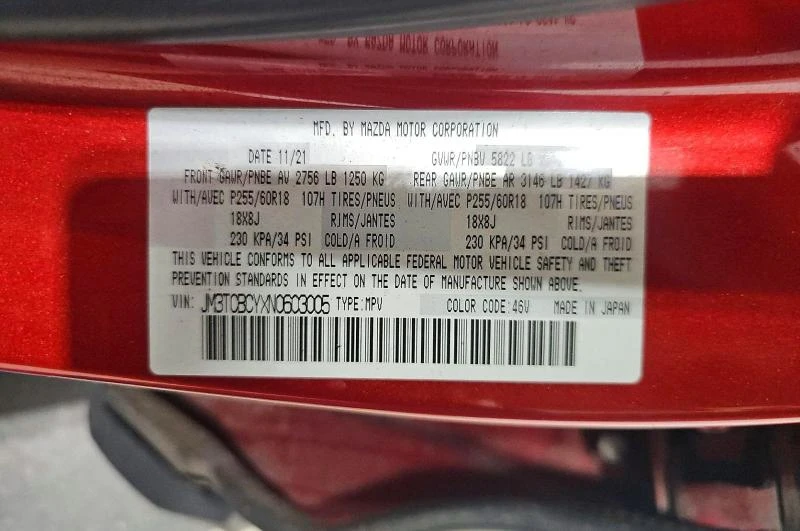 MAZDA MOTOR CORPORATION
MFD. BY MAZDA MOTOR CORPORATION
DATE 11/21 GVWR/PNBV 5822 LB
FRONT GAWR/PNBE AV 2756 LB 1250 KG REAR GAWR/PNBE AR 3146 LB 1427 KG
WITH/AVEC P255/60R18 107H TIRES/PNEUS WITH/AVEC P255/60R18 107H TIRES/PNEUS
18X8J RIMS/JANTES 18X8J RIMS/JANTES
230 KPA/34 PSI COLD/A FROID 230 KPA/34 PSI COLD/A FROID
THIS VEHICLE CONFORMS TO ALL APPLICABLE FEDERAL MOTOR VEHICLE SAFETY AND THEFT
PREVENTION STANDARDS IN EFFECT ON THE DATE OF MANUFACTURE SHOWN ABOVE.
VIN: JM3TCBCYXN0603005 TYPE:MPV COLOR CODE:46V MADE IN JAPAN